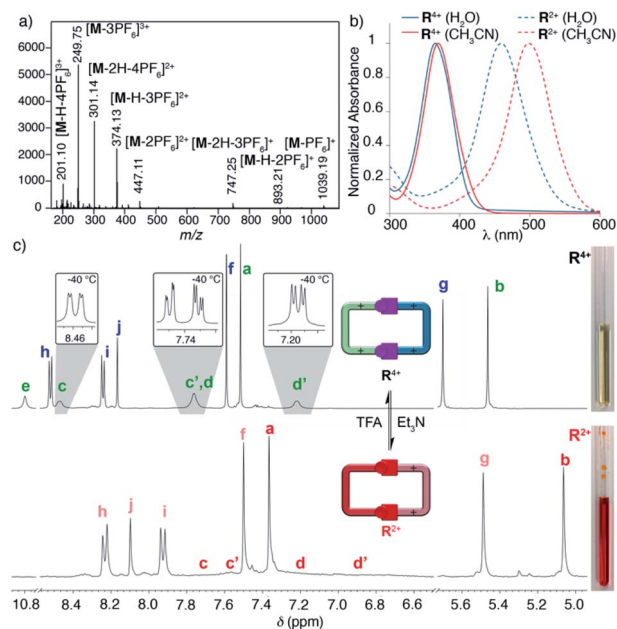 a)
6000
5000
4000
3000
2000
1000
0
201.10 [M-H-4PF₆]³⁺
249.75 [M-3PF₆]³⁺
301.14 [M-2H-4PF₆]²⁺
374.13 [M-H-3PF₆]²⁺
447.11 [M-2PF₆]²⁺
747.25 [M-2H-3PF₆]⁺
893.21 [M-H-2PF₆]⁺
1039.19 [M-PF₆]⁺
200 400 600 800 1000
m/z
b)
R⁴⁺ (H₂O) R²⁺ (H₂O)
R⁴⁺ (CH₃CN) R²⁺ (CH₃CN)
Normalized Absorbance
1
0.8
0.6
0.4
0.2
0
300 400 500 600
λ (nm)
c)
-40 °C
8.46
-40 °C
7.74
-40 °C
7.20
e h c i j c',d f a d' g b
R⁴⁺
TFA Et₃N
R²⁺
R⁴⁺
R²⁺
h j i c c' f a d d' g b
10.8 8.4 8.2 8.0 7.8 7.6 7.4 7.2 7.0 6.8 6.6 5.6 5.4 5.2 5.0
δ (ppm)